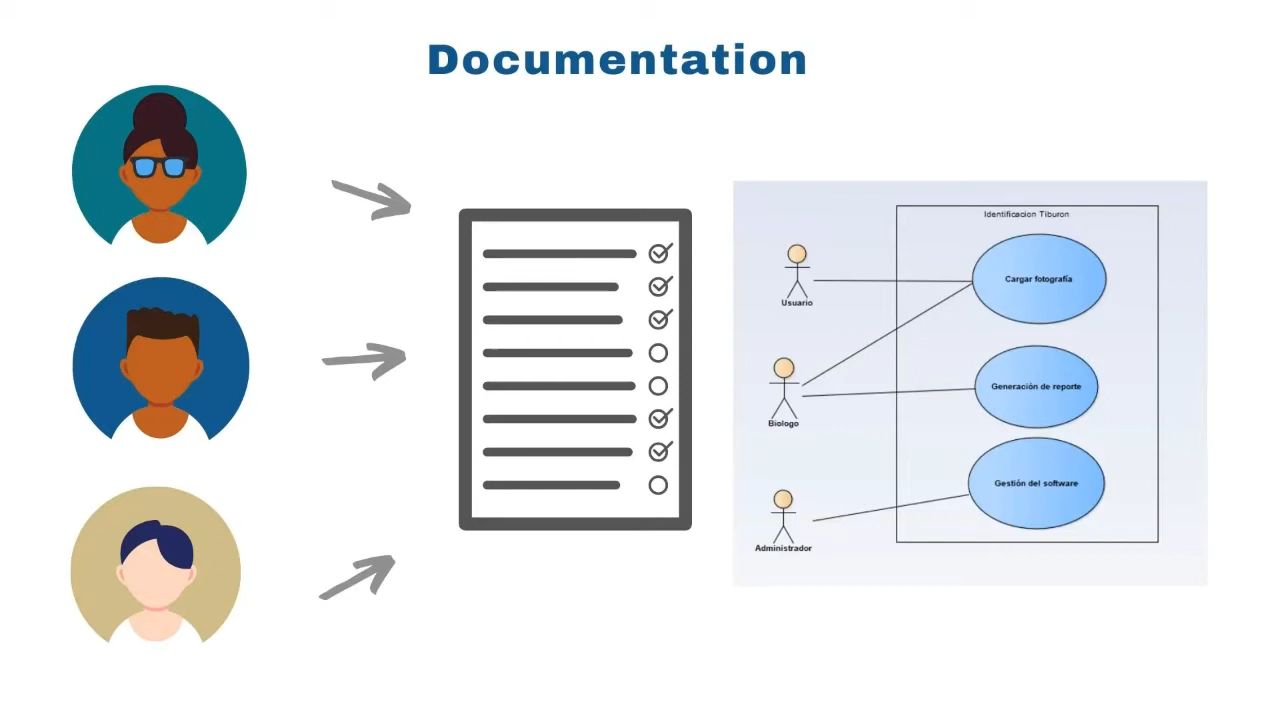 Documentation
Identificacion Tiburon
Usuario
Cargar fotografía
Biologo
Generación de reporte
Gestión del software
Administrador